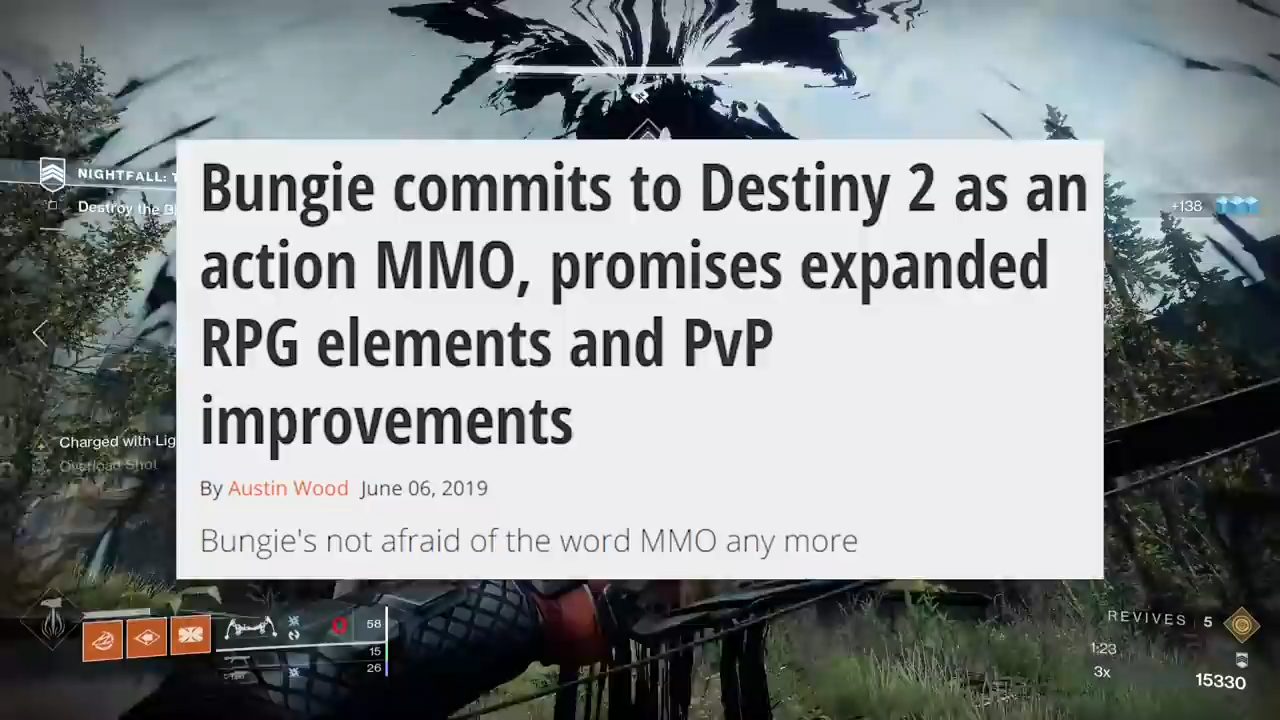 NIGHTFALL: T
Destroy the Bi
+138
Bungie commits to Destiny 2 as an
action MMO, promises expanded
RPG elements and PvP
improvements
By Austin Wood June 06, 2019
Bungie's not afraid of the word MMO any more
Charged with Lig
Overload Shot
58
15
26
REVIVES 5
1:23
3x
15330